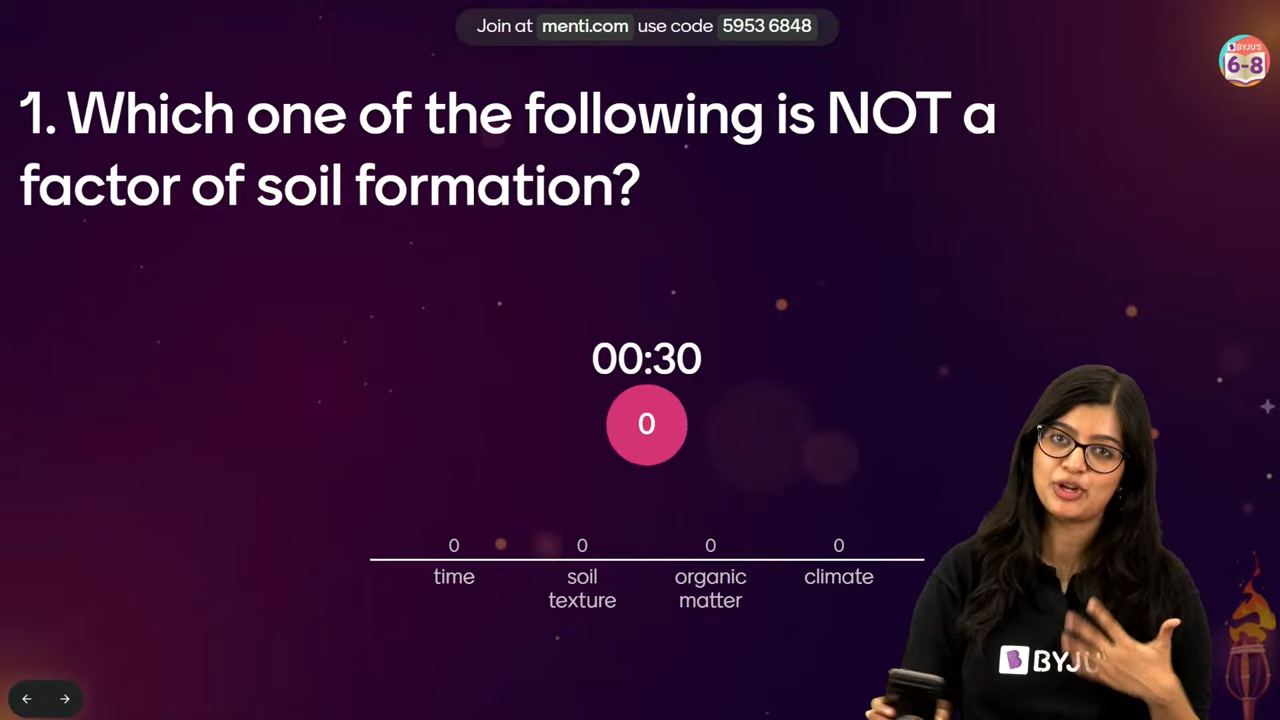 Join at menti.com use code 5953 6848
BYJU'S
6-8
1. Which one of the following is NOT a
factor of soil formation?
00:30
0
0 0 0 0
time soil organic climate
texture matter
BYJU